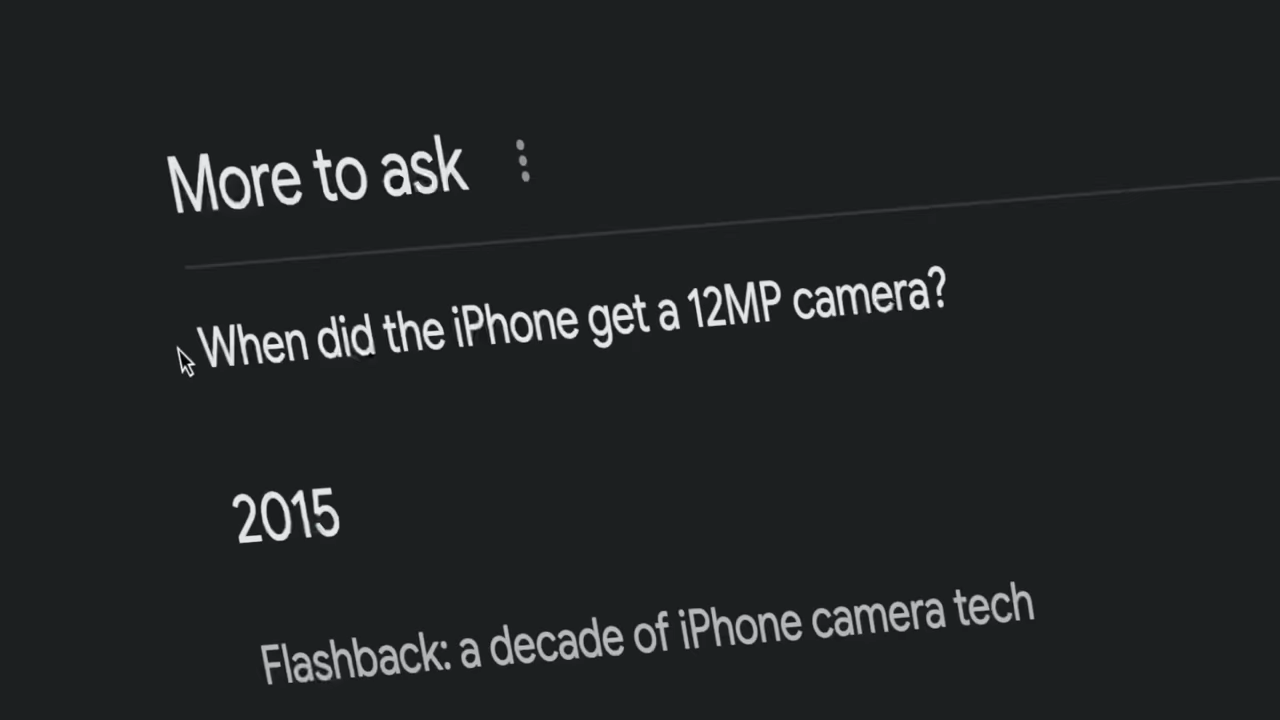 More to ask
When did the iPhone get a 12MP camera?
2015
Flashback: a decade of iPhone camera tech